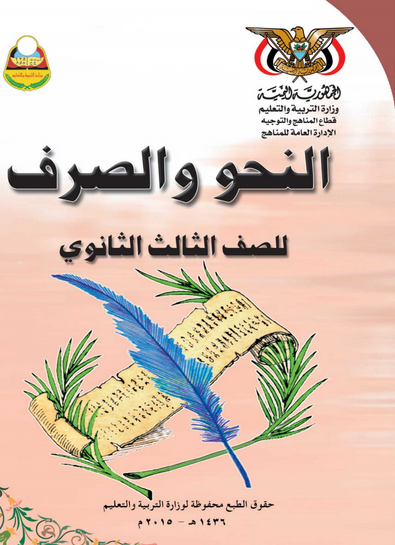 الجمهورية اليمنية
وزارة التربية والتعليم
قطاع المناهج والتوجيه
الإدارة العامة للمناهج
النحو والصرف
للصف الثالث الثانوي
حقوق الطبع محفوظة لوزارة التربية والتعليم
١٤٣٦هـ - ٢٠١٥م